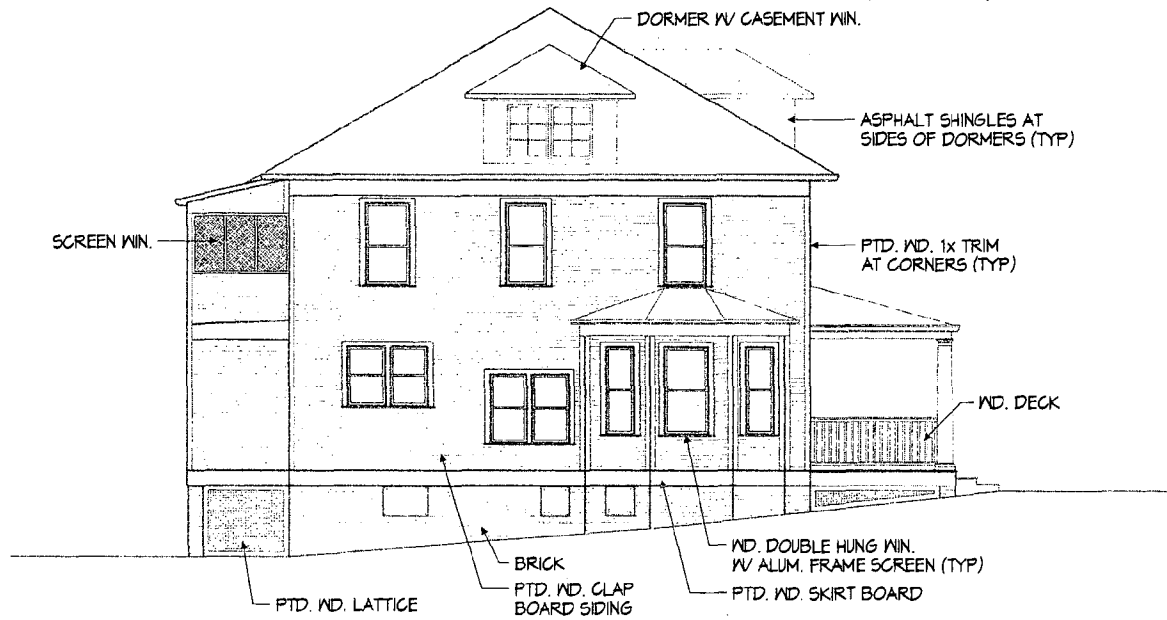 DORMER W/ CASEMENT WIN.
ASPHALT SHINGLES AT
SIDES OF DORMERS (TYP)
SCREEN WIN.
PTD. WD. 1x TRIM
AT CORNERS (TYP)
WD. DECK
BRICK
WD. DOUBLE HUNG WIN.
W/ ALUM. FRAME SCREEN (TYP)
PTD. WD. CLAP
BOARD SIDING
PTD. WD. SKIRT BOARD
PTD. WD. LATTICE